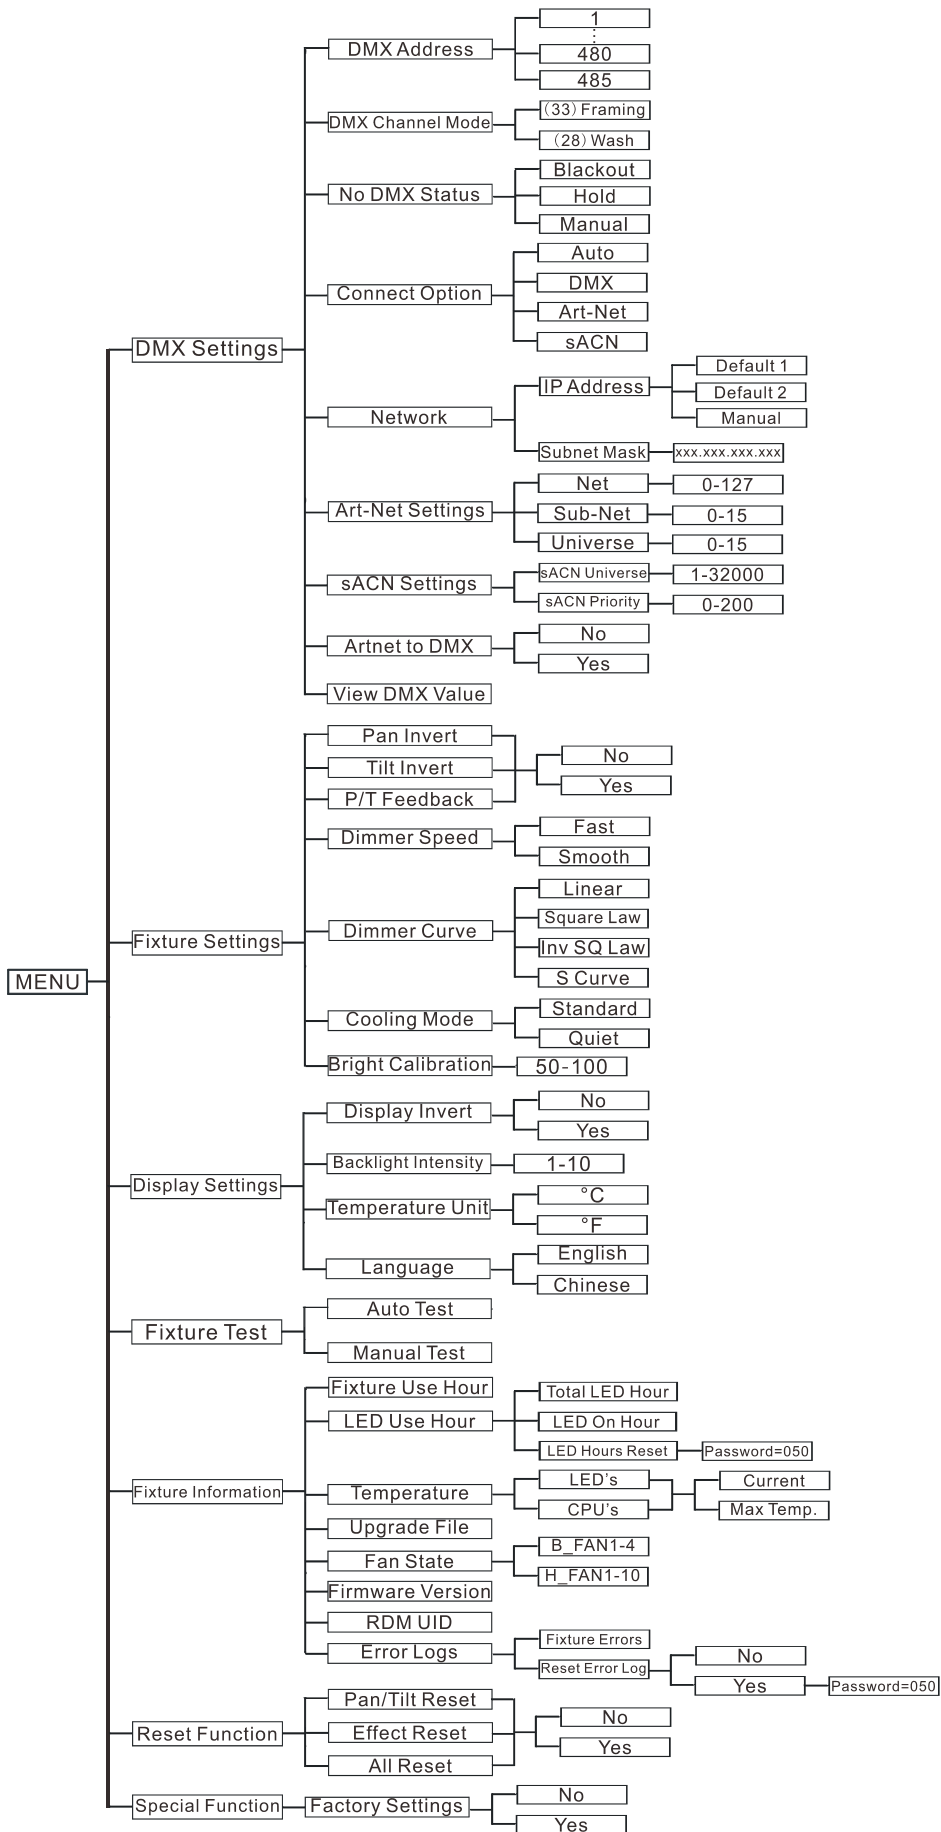 MENU
DMX Settings
DMX Address
1
480
485
DMX Channel Mode
(33) Framing
(28) Wash
No DMX Status
Blackout
Hold
Manual
Connect Option
Auto
DMX
Art-Net
sACN
Network
IP Address
Default 1
Default 2
Manual
Subnet Mask
xxx.xxx.xxx.xxx
Art-Net Settings
Net
0-127
Sub-Net
0-15
Universe
0-15
sACN Settings
sACN Universe
1-32000
sACN Priority
0-200
Artnet to DMX
No
Yes
View DMX Value
Fixture Settings
Pan Invert
Tilt Invert
P/T Feedback
No
Yes
Dimmer Speed
Fast
Smooth
Dimmer Curve
Linear
Square Law
Inv SQ Law
S Curve
Cooling Mode
Standard
Quiet
Bright Calibration
50-100
Display Settings
Display Invert
No
Yes
Backlight Intensity
1-10
Temperature Unit
°C
°F
Language
English
Chinese
Fixture Test
Auto Test
Manual Test
Fixture Information
Fixture Use Hour
LED Use Hour
Total LED Hour
LED On Hour
LED Hours Reset
Password=050
Temperature
LED's
CPU's
Current
Max Temp.
Upgrade File
Fan State
B_FAN1-4
H_FAN1-10
Firmware Version
RDM UID
Error Logs
Fixture Errors
Reset Error Log
No
Yes
Password=050
Reset Function
Pan/Tilt Reset
Effect Reset
All Reset
No
Yes
Special Function
Factory Settings
No
Yes